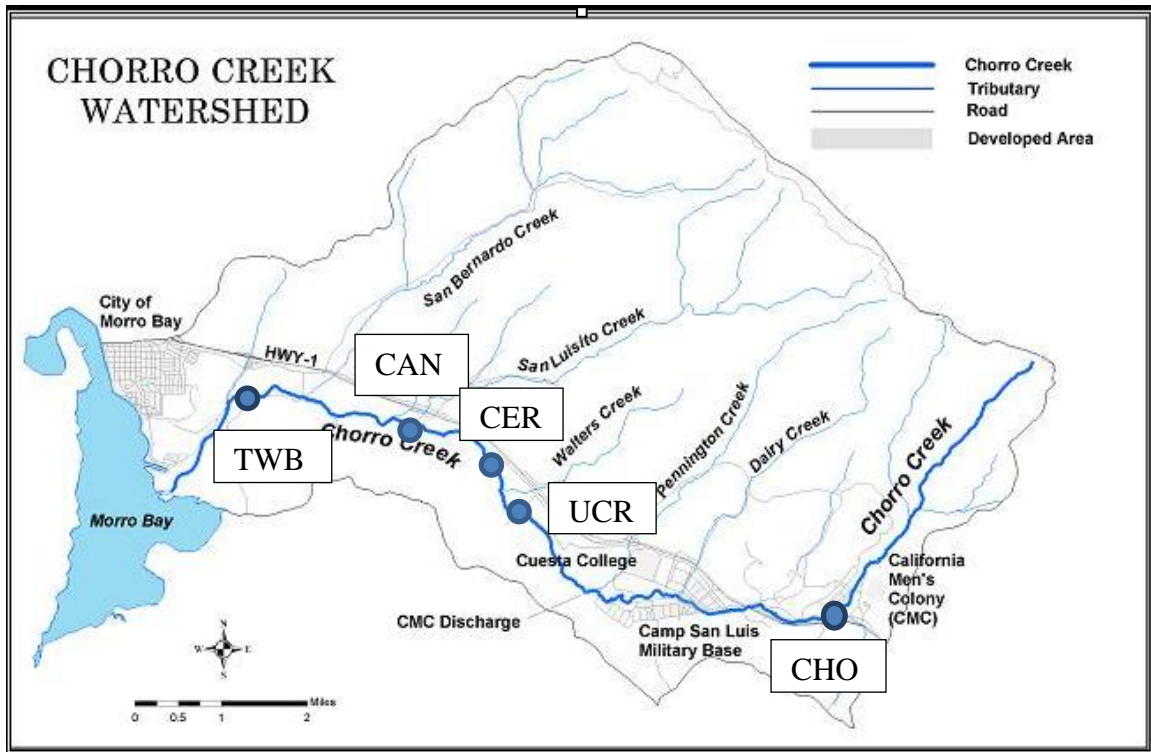 CHORRO CREEK
WATERSHED
Chorro Creek
Tributary
Road
Developed Area
San Bernardo Creek
City of
Morro Bay
HWY-1
CAN
San Luisito Creek
CER
Walters Creek
Pennington Creek
Dairy Creek
Chorro Creek
Chorro Creek
TWB
UCR
Morro Bay
Cuesta College
California
Men's
Colony
(CMC)
CMC Discharge
Camp San Luis
Military Base
CHO
N
W
E
S
Miles
0 0.5 1 2